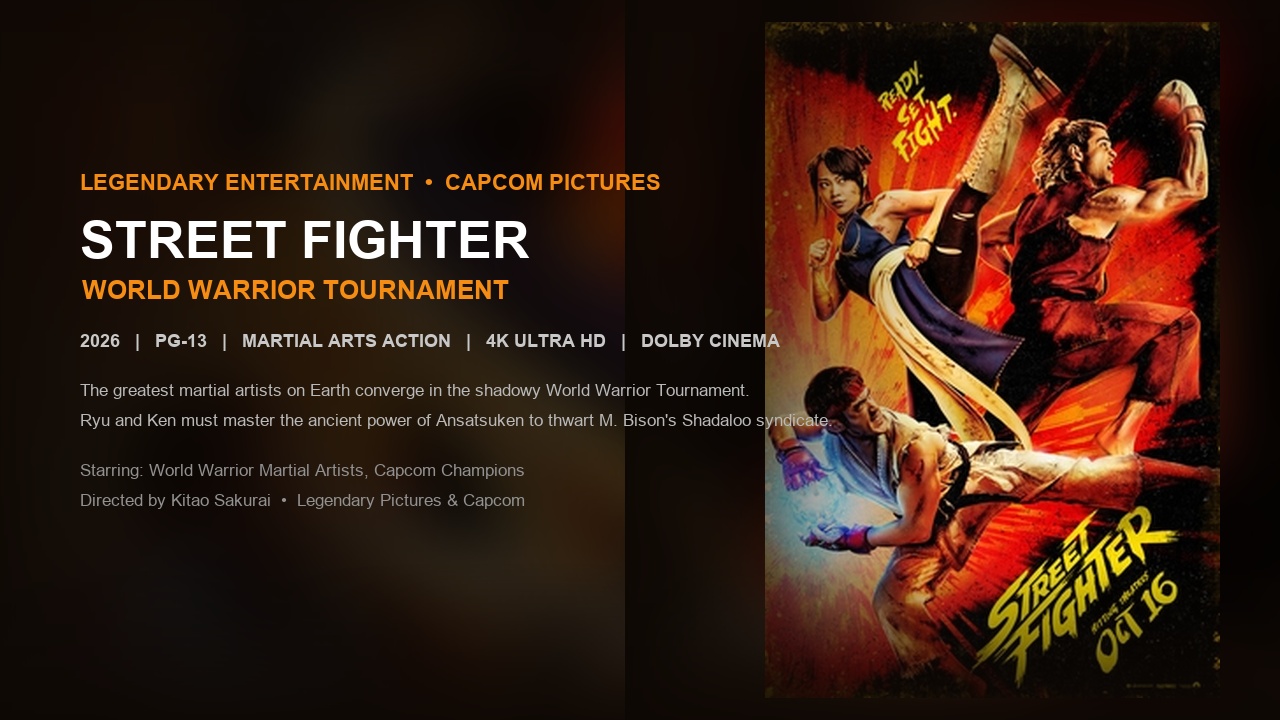 LEGENDARY ENTERTAINMENT • CAPCOM PICTURES
STREET FIGHTER
WORLD WARRIOR TOURNAMENT
2026 | PG-13 | MARTIAL ARTS ACTION | 4K ULTRA HD | DOLBY CINEMA
The greatest martial artists on Earth converge in the shadowy World Warrior Tournament.
Ryu and Ken must master the ancient power of Ansatsuken to thwart M. Bison's Shadaloo syndicate.
Starring: World Warrior Martial Artists, Capcom Champions
Directed by Kitao Sakurai • Legendary Pictures & Capcom
READY.
SET.
FIGHT.
STREET
FIGHTER
HITTING THEATERS
OCT 16